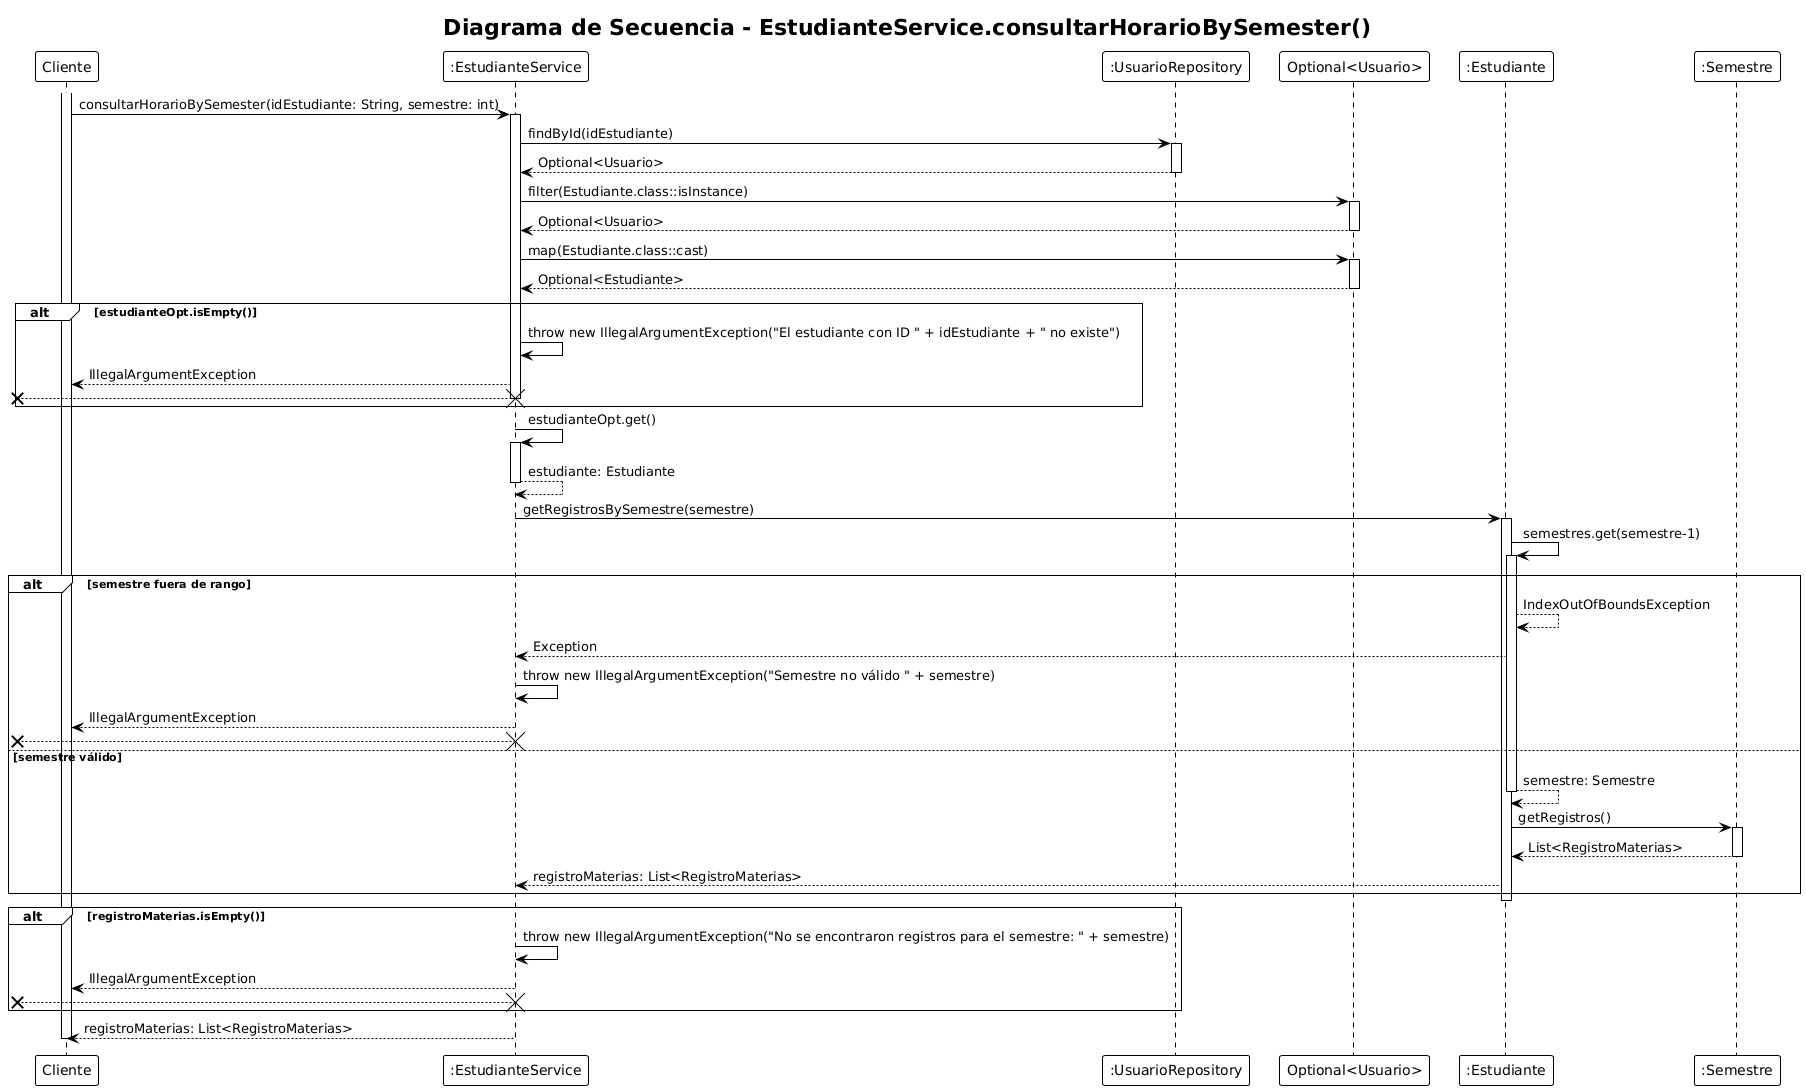 Diagrama de Secuencia - EstudianteService.consultarHorarioBySemester()
Cliente
:EstudianteService
:UsuarioRepository
Optional<Usuario>
:Estudiante
:Semestre
consultarHorarioBySemester(idEstudiante: String, semestre: int)
findById(idEstudiante)
Optional<Usuario>
filter(Estudiante.class::isInstance)
Optional<Usuario>
map(Estudiante.class::cast)
Optional<Estudiante>
alt
[estudianteOpt.isEmpty()]
throw new IllegalArgumentException("El estudiante con ID " + idEstudiante + " no existe")
IllegalArgumentException
estudianteOpt.get()
estudiante: Estudiante
getRegistrosBySemestre(semestre)
semestres.get(semestre-1)
alt
[semestre fuera de rango]
IndexOutOfBoundsException
Exception
throw new IllegalArgumentException("Semestre no válido " + semestre)
IllegalArgumentException
[semestre válido]
semestre: Semestre
getRegistros()
List<RegistroMaterias>
registroMaterias: List<RegistroMaterias>
alt
[registroMaterias.isEmpty()]
throw new IllegalArgumentException("No se encontraron registros para el semestre: " + semestre)
IllegalArgumentException
registroMaterias: List<RegistroMaterias>
Cliente
:EstudianteService
:UsuarioRepository
Optional<Usuario>
:Estudiante
:Semestre